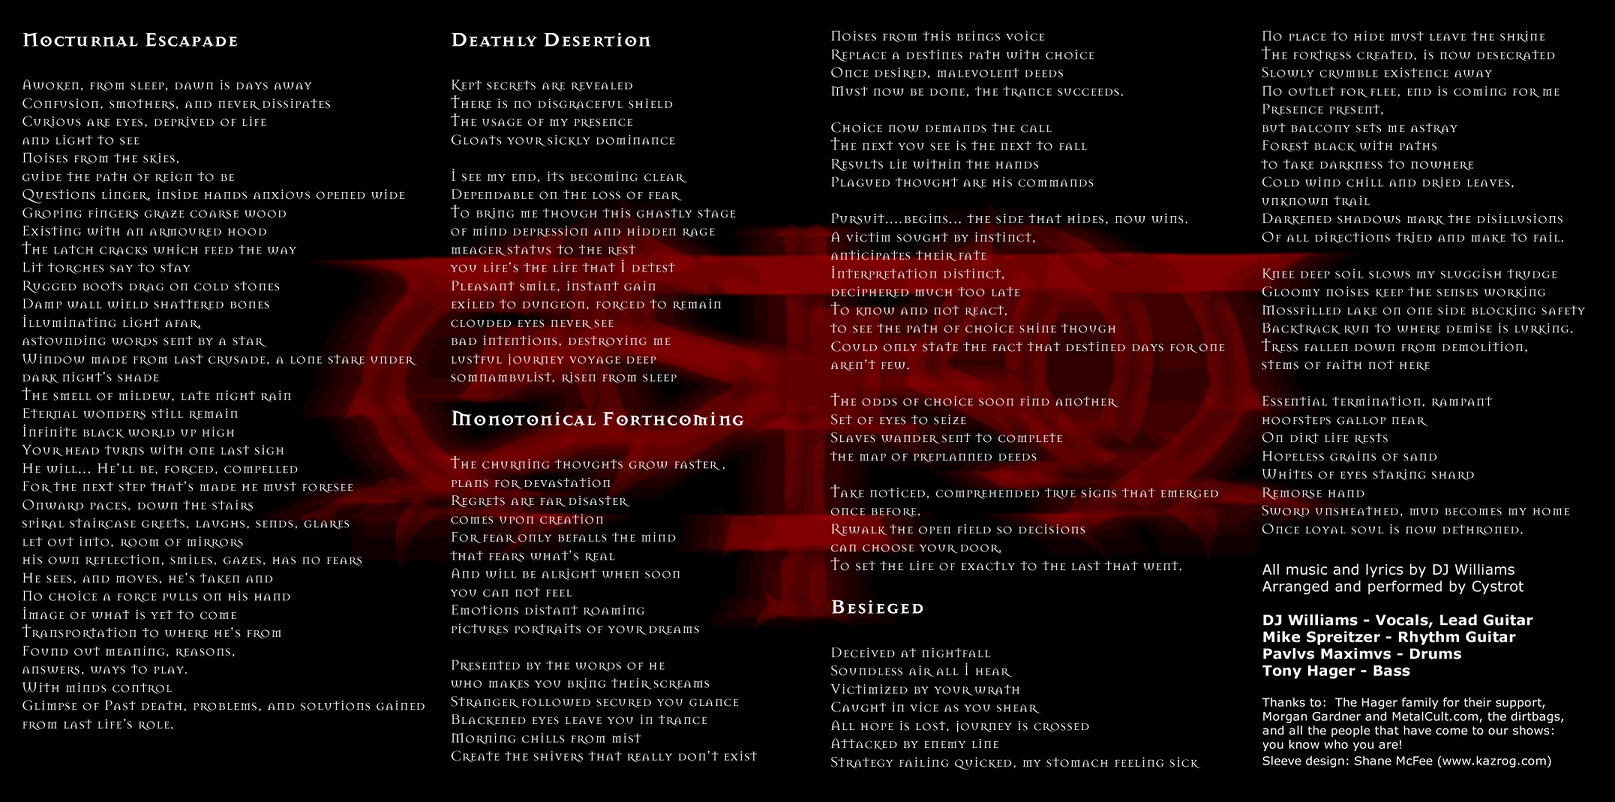 Nocturnal Escapade
Awoken, from sleep, dawn is days away
Confusion, smothers, and never dissipates
Curious are eyes, deprived of life
and light to see
Noises from the skies,
guide the path of reign to be
Questions linger, inside hands anxious opened wide
Groping fingers graze coarse wood
Existing with an armoured hood
The latch cracks which feed the way
Lit torches say to stay
Rugged boots drag on cold stones
Damp wall wield shattered bones
Illuminating light afar,
astounding words sent by a star
Window made from last crusade, a lone stare under
dark night's shade
The smell of mildew, late night rain
Eternal wonders still remain
Infinite black world up high
Your head turns with one last sigh
He will... He'll be, forced, compelled
For the next step that's made he must foresee
Onward paces, down the stairs
spiral staircase greets, laughs, sends, glares
let out into, room of mirrors
his own reflection, smiles, gazes, has no fears
He sees, and moves, he's taken and
No choice a force pulls on his hand
Image of what is yet to come
Transportation to where he's from
Found out meaning, reasons,
answers, ways to play.
With minds control
Glimpse of Past death, problems, and solutions gained
from last life's role.
Deathly Desertion
Kept secrets are revealed
There is no disgraceful shield
The usage of my presence
Gloats your sickly dominance
I see my end, its becoming clear
Dependable on the loss of fear
To bring me though this ghastly stage
of mind depression and hidden rage
meager status to the rest
you life's the life that I detest
Pleasant smile, instant gain
exiled to dungeon, forced to remain
clouded eyes never see
bad intentions, destroying me
lustful journey voyage deep
somnambulist, risen from sleep
Monotonical Forthcoming
The churning thoughts grow faster,
plans for devastation
Regrets are far disaster
comes upon creation
For fear only befalls the mind
that fears what's real
And will be alright when soon
you can not feel
Emotions distant roaming
pictures portraits of your dreams
Presented by the words of he
who makes you bring their screams
Stranger followed secured you glance
Blackened eyes leave you in trance
Morning chills from mist
Create the shivers that really don't exist
Noises from this beings voice
Replace a destines path with choice
Once desired, malevolent deeds
Must now be done, the trance succeeds.
Choice now demands the call
The next you see is the next to fall
Results lie within the hands
Plagued thought are his commands
Pursuit....begins... the side that hides, now wins.
A victim sought by instinct,
anticipates their fate
Interpretation distinct,
deciphered much too late
To know and not react,
to see the path of choice shine though
Could only state the fact that destined days for one
aren't few.
The odds of choice soon find another
Set of eyes to seize
Slaves wander sent to complete
the map of preplanned deeds
Take noticed, comprehended true signs that emerged
once before.
Rewalk the open field so decisions
can choose your door,
To set the life of exactly to the last that went.
Besieged
Deceived at nightfall
Soundless air all I hear
Victimized by your wrath
Caught in vice as you shear
All hope is lost, journey is crossed
Attacked by enemy line
Strategy failing quicked, my stomach feeling sick
No place to hide must leave the shrine
The fortress created, is now desecrated
Slowly crumble existence away
No outlet for flee, end is coming for me
Presence present,
but balcony sets me astray
Forest black with paths
to take darkness to nowhere
Cold wind chill and dried leaves,
unknown trail
Darkened shadows mark the disillusions
Of all directions tried and make to fail.
Knee deep soil slows my sluggish trudge
Gloomy noises keep the senses working
Mossfilled lake on one side blocking safety
Backtrack run to where demise is lurking.
Tress fallen down from demolition,
stems of faith not here
Essential termination, rampant
hoofsteps gallop near
On dirt life rests
Hopeless grains of sand
Whites of eyes staring shard
Remorse hand
Sword unsheathed, mud becomes my home
Once loyal soul is now dethroned.
All music and lyrics by DJ Williams
Arranged and performed by Cystrot
DJ Williams - Vocals, Lead Guitar
Mike Spreitzer - Rhythm Guitar
Pavlvs Maximvs - Drums
Tony Hager - Bass
Thanks to: The Hager family for their support,
Morgan Gardner and MetalCult.com, the dirtbags,
and all the people that have come to our shows:
you know who you are!
Sleeve design: Shane McFee (www.kazrog.com)